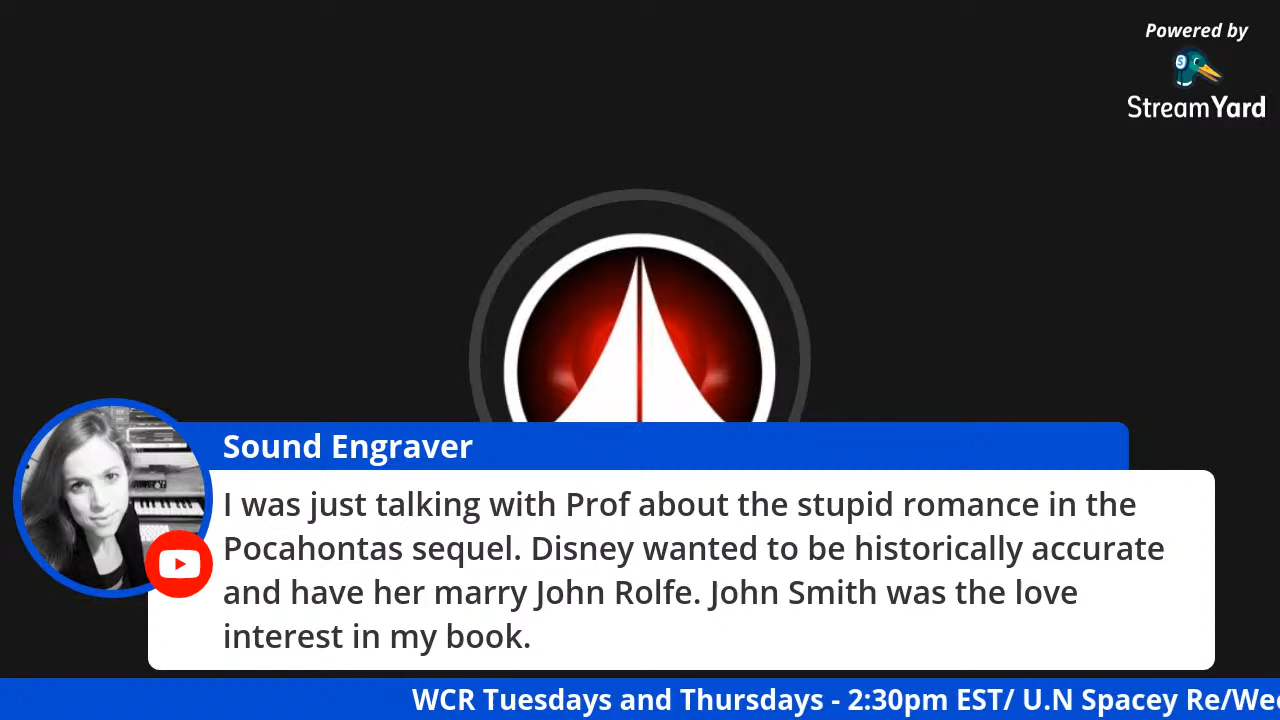 Powered by
StreamYard
Sound Engraver
I was just talking with Prof about the stupid romance in the
Pocahontas sequel. Disney wanted to be historically accurate
and have her marry John Rolfe. John Smith was the love
interest in my book.
WCR Tuesdays and Thursdays - 2:30pm EST/ U.N Spacey Re/Wed